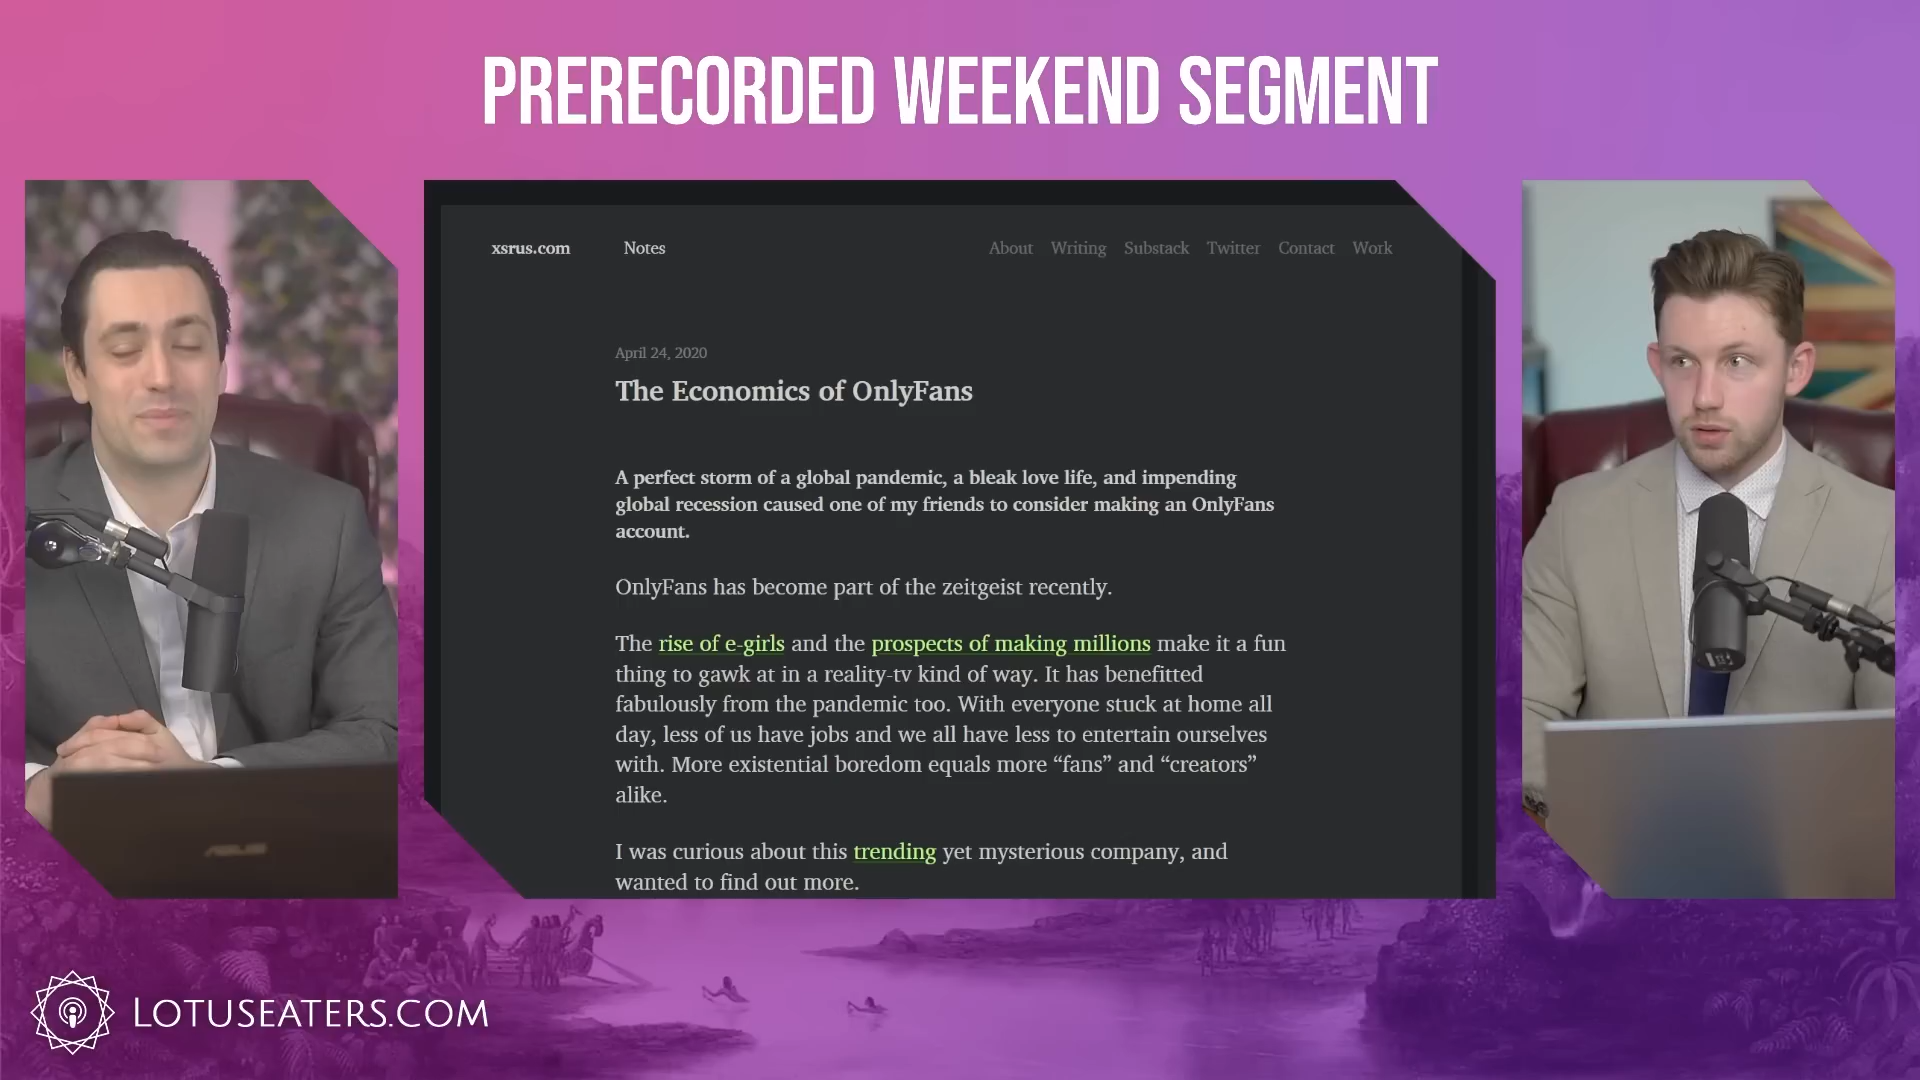 PRERECORDED WEEKEND SEGMENT
xsrus.com Notes About Writing Substack Twitter Contact Work
April 24, 2020
The Economics of OnlyFans
A perfect storm of a global pandemic, a bleak love life, and impending
global recession caused one of my friends to consider making an OnlyFans
account.
OnlyFans has become part of the zeitgeist recently.
The rise of e-girls and the prospects of making millions make it a fun
thing to gawk at in a reality-tv kind of way. It has benefitted
fabulously from the pandemic too. With everyone stuck at home all
day, less of us have jobs and we all have less to entertain ourselves
with. More existential boredom equals more “fans” and “creators”
alike.
I was curious about this trending yet mysterious company, and
wanted to find out more.
ASUS
LOTUSEATERS.COM